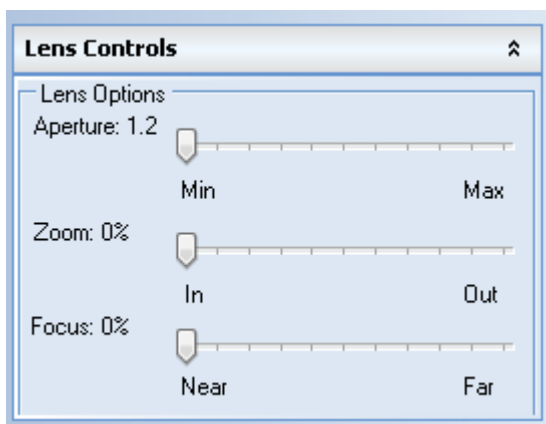 Lens Controls
Lens Options
Aperture: 1.2
Min Max
Zoom: 0%
In Out
Focus: 0%
Near Far